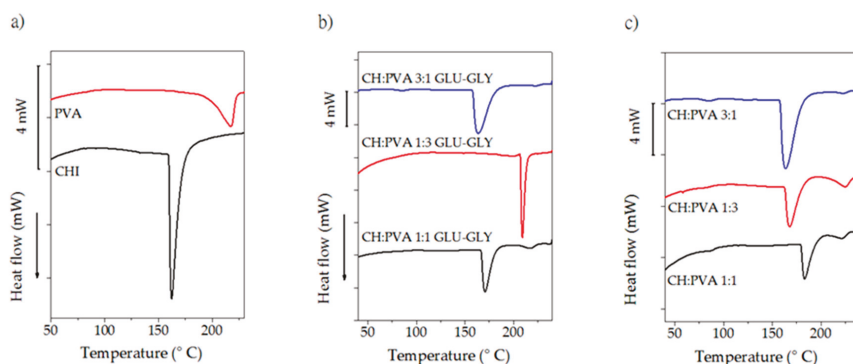 a)
4 mW
Heat flow (mW)
PVA
CHI
50 100 150 200
Temperature (° C)
b)
4 mW
Heat flow (mW)
CH:PVA 3:1 GLU-GLY
CH:PVA 1:3 GLU-GLY
CH:PVA 1:1 GLU-GLY
50 100 150 200
Temperature (° C)
c)
4 mW
Heat flow (mW)
CH:PVA 3:1
CH:PVA 1:3
CH:PVA 1:1
50 100 150 200
Temperature (° C)